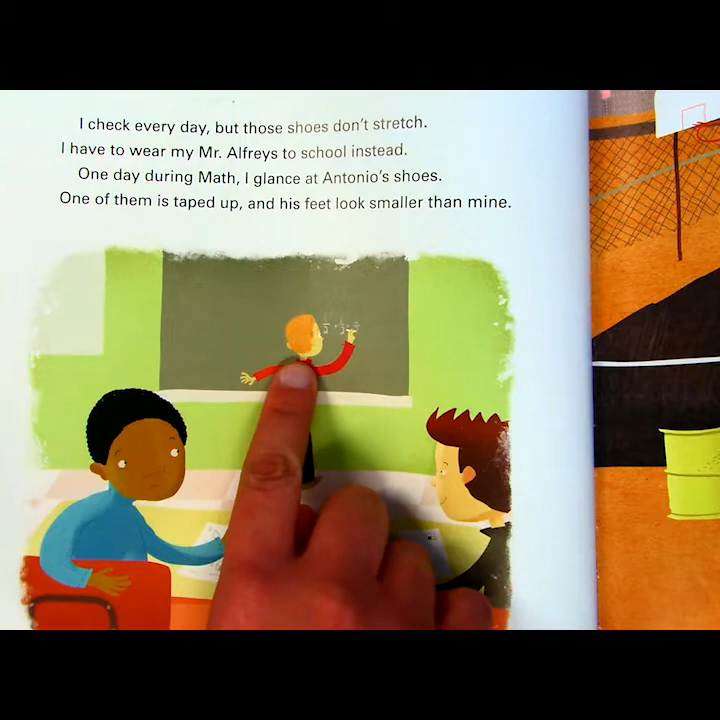 I check every day, but those shoes don't stretch.
I have to wear my Mr. Alfreys to school instead.
One day during Math, I glance at Antonio's shoes.
One of them is taped up, and his feet look smaller than mine.